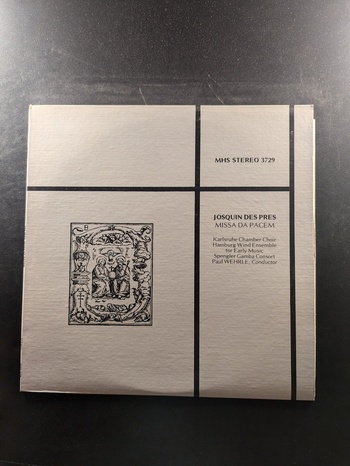 MHS STEREO 3729
JOSQUIN DES PRES
MISSA DA PACEM
Karlsruhe Chamber Choir
Hamburg Wind Ensemble
for Early Music
Spengler Gamba Consort
Paul WEHRLE, Conductor